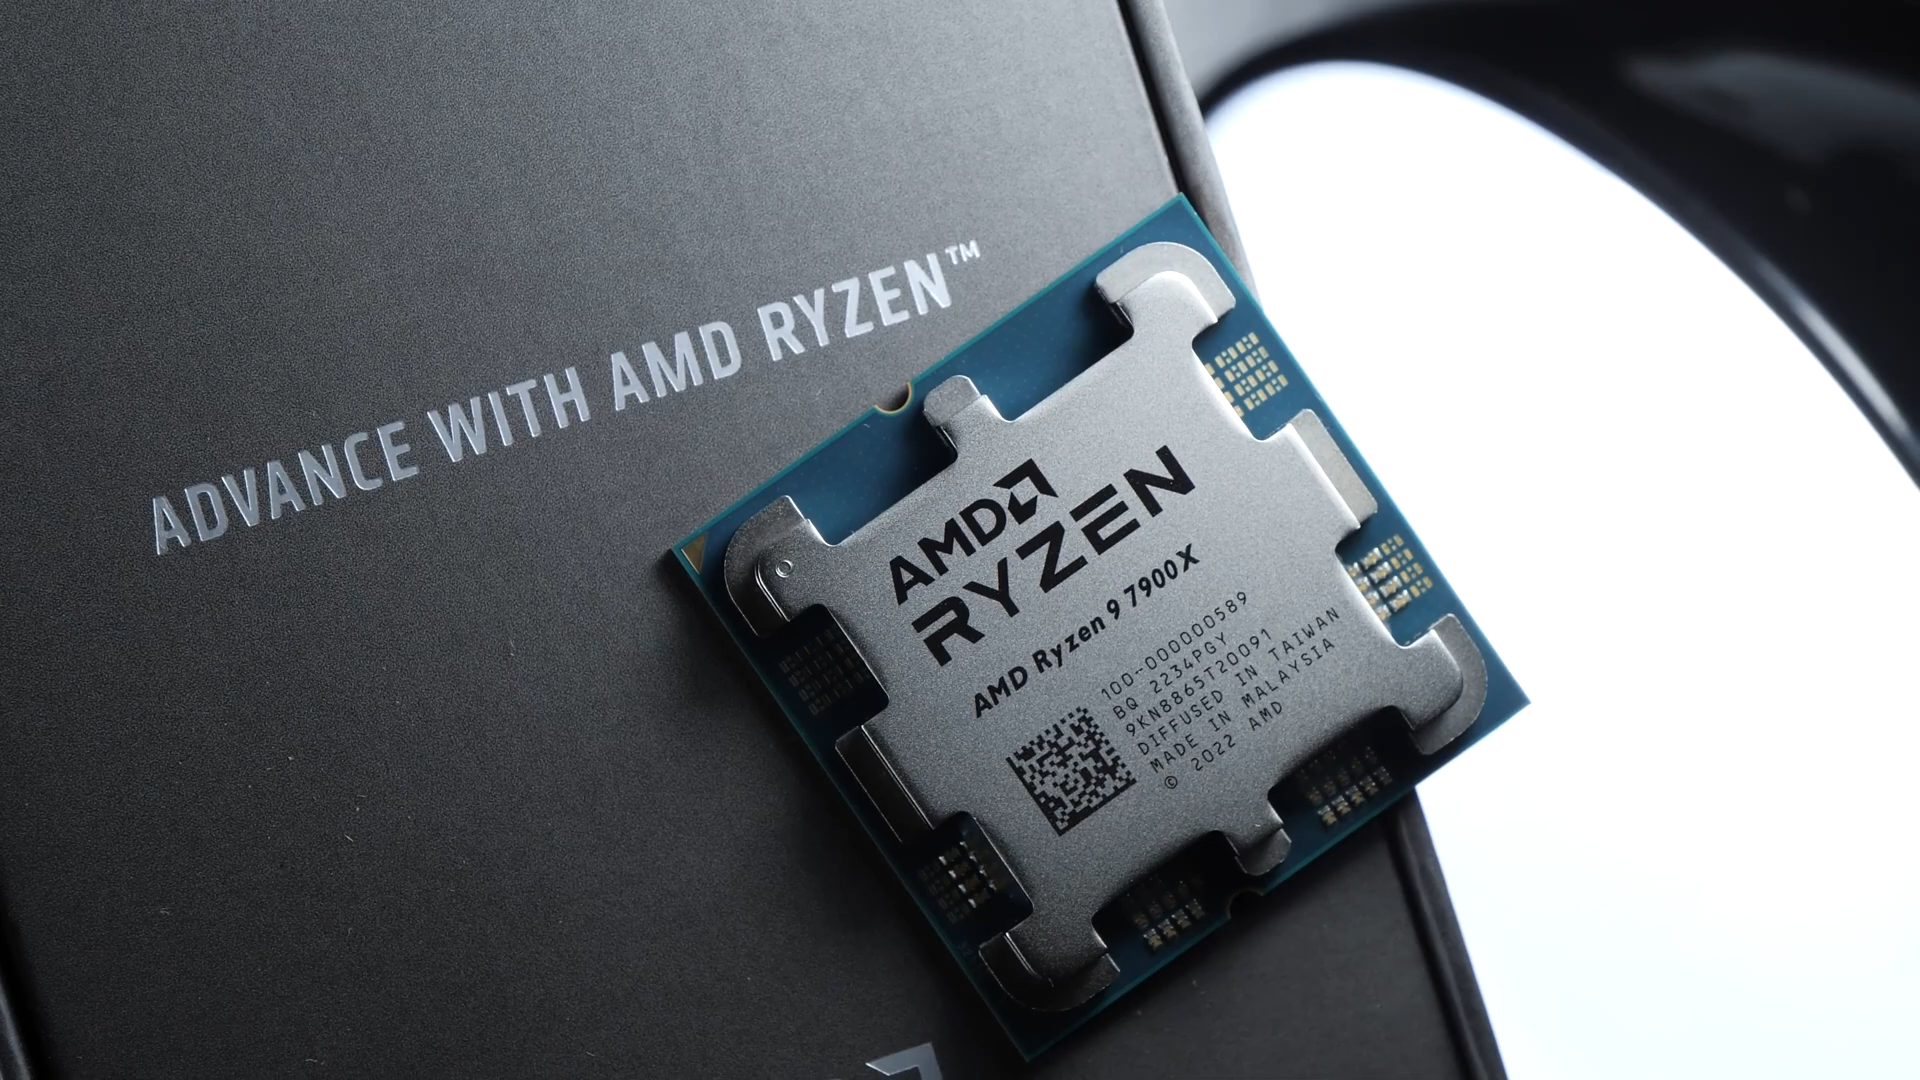 ADVANCE WITH AMD RYZEN™
AMD
RYZEN
AMD Ryzen 9 7900X
100-000000589
BQ 2234PGY
9KN8865T20091
DIFFUSED IN TAIWAN
MADE IN MALAYSIA
© 2022 AMD